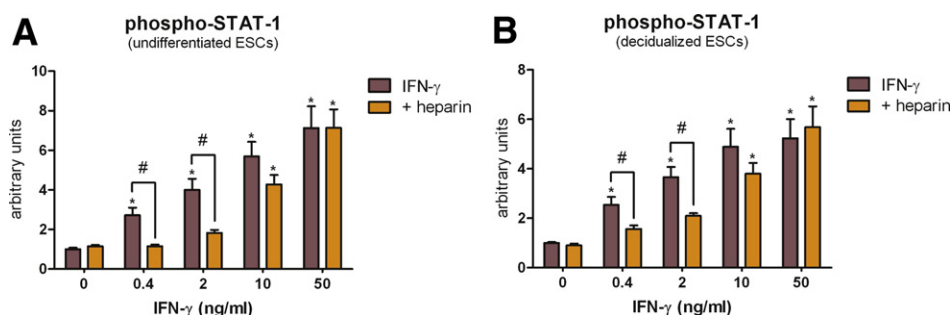 A
phospho-STAT-1
(undifferentiated ESCs)
arbitrary units
10
8
6
4
2
0
*
#
*
#
*
*
*
*
0
0.4
2
10
50
IFN-γ (ng/ml)
IFN-γ
+ heparin
B
phospho-STAT-1
(decidualized ESCs)
arbitrary units
8
6
4
2
0
*
#
*
#
*
*
*
*
0
0.4
2
10
50
IFN-γ (ng/ml)
IFN-γ
+ heparin